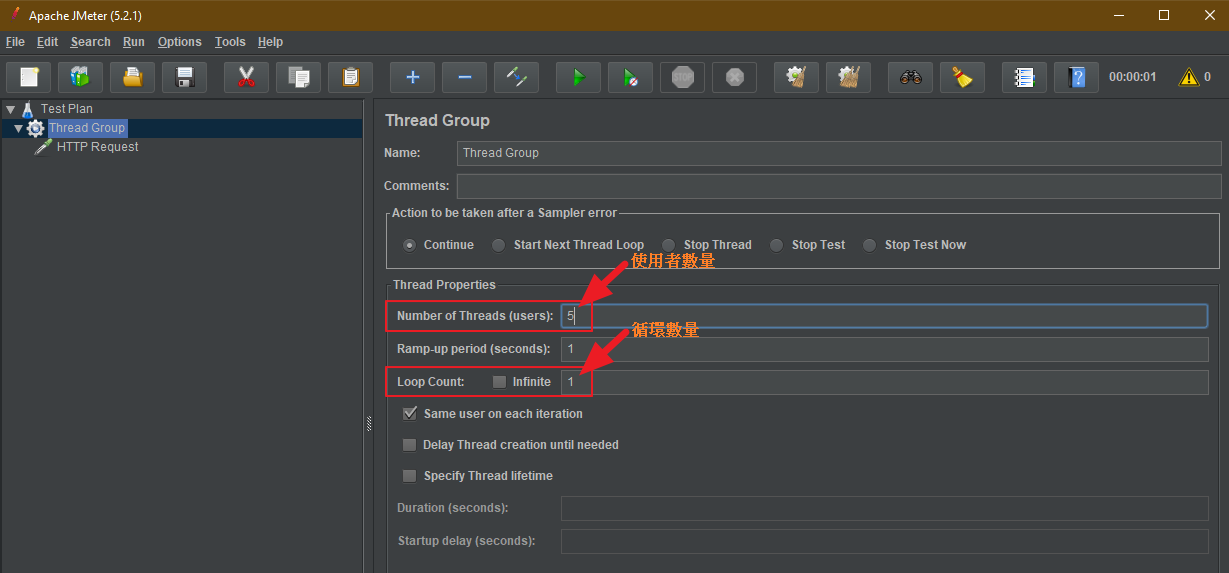 Apache JMeter (5.2.1)
File Edit Search Run Options Tools Help
STOP 00:00:01 0
Test Plan
Thread Group
HTTP Request
Thread Group
Name: Thread Group
Comments:
Action to be taken after a Sampler error
Continue Start Next Thread Loop Stop Thread Stop Test Stop Test Now
使用者數量
Thread Properties
Number of Threads (users): 5
循環數量
Ramp-up period (seconds): 1
Loop Count: Infinite 1
Same user on each iteration
Delay Thread creation until needed
Specify Thread lifetime
Duration (seconds):
Startup delay (seconds):